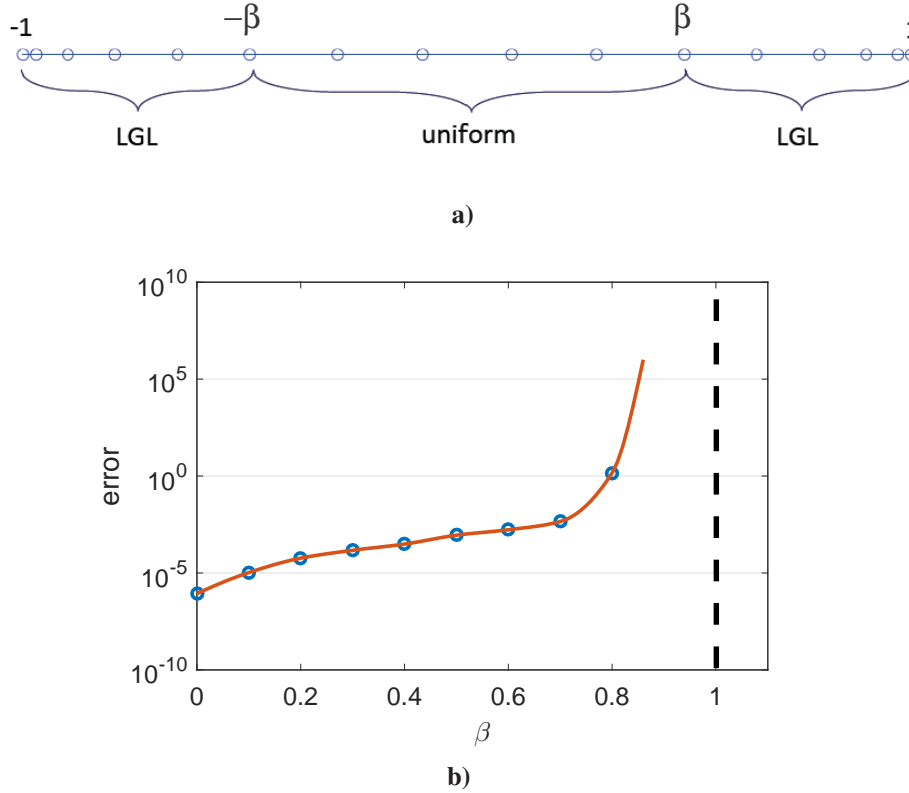 -1 −β β 1
LGL uniform LGL
a)
10^10
10^5
10^0
10^-5
10^-10
error
0 0.2 0.4 0.6 0.8 1
β
b)